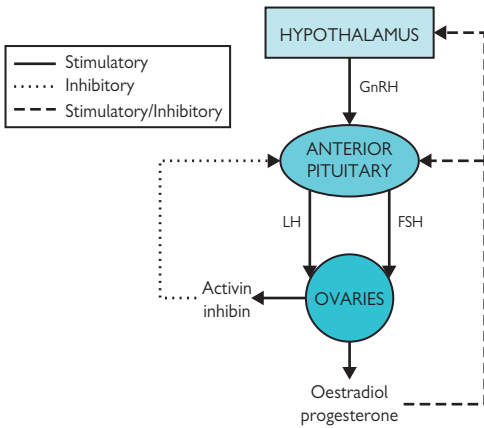 HYPOTHALAMUS
Stimulatory
Inhibitory
Stimulatory/Inhibitory
GnRH
ANTERIOR
PITUITARY
LH
FSH
Activin
inhibin
OVARIES
Oestradiol
progesterone